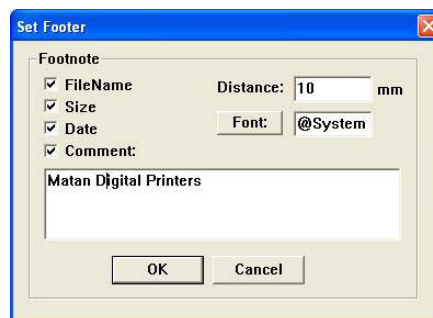 Set Footer
Footnote
FileName
Distance: 10 mm
Size
Font: @System
Date
Comment:
Matan Digital Printers
OK Cancel